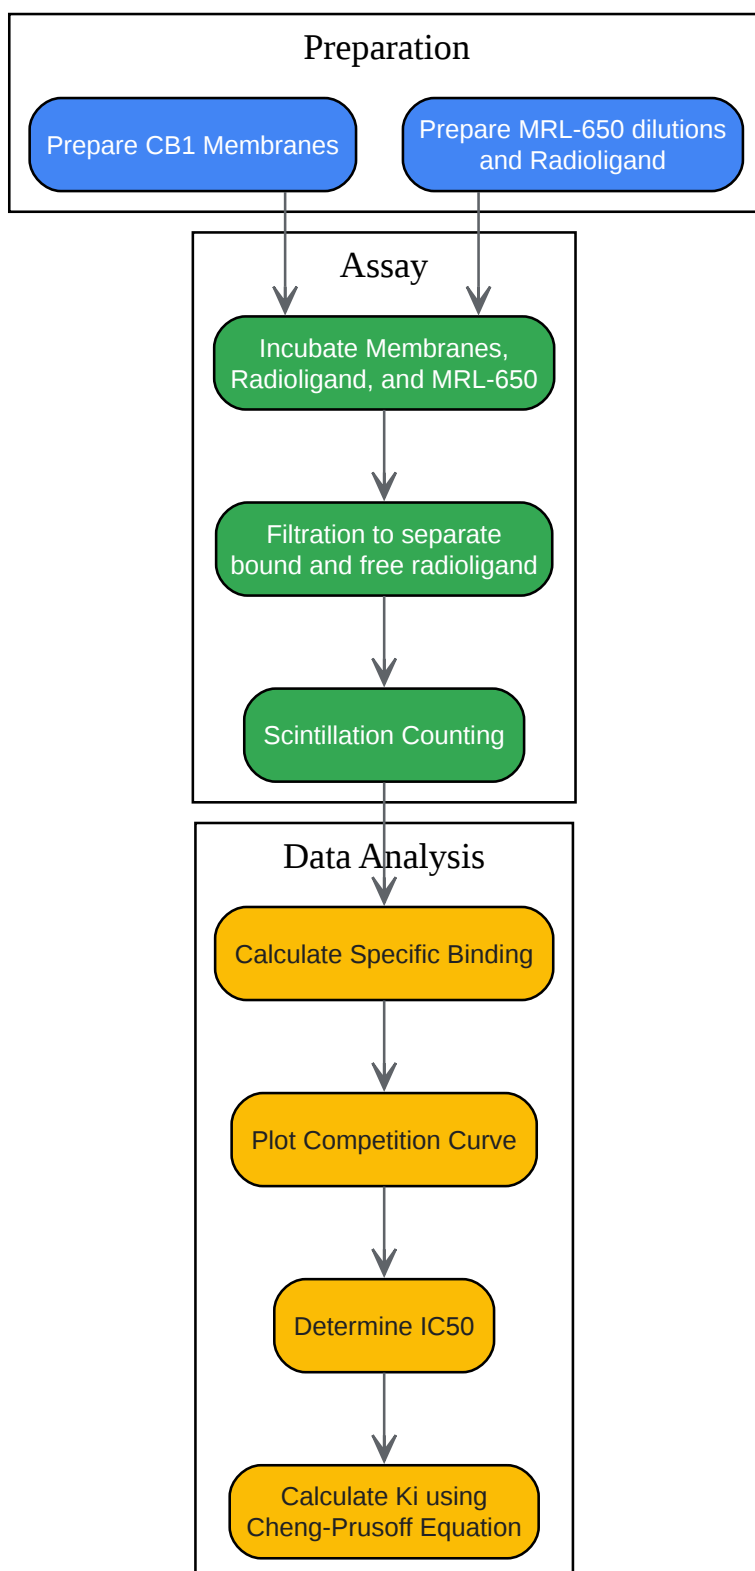 Preparation
Prepare CB1 Membranes
Prepare MRL-650 dilutions
and Radioligand
Assay
Incubate Membranes,
Radioligand, and MRL-650
Filtration to separate
bound and free radioligand
Scintillation Counting
Data Analysis
Calculate Specific Binding
Plot Competition Curve
Determine IC50
Calculate Ki using
Cheng-Prusoff Equation